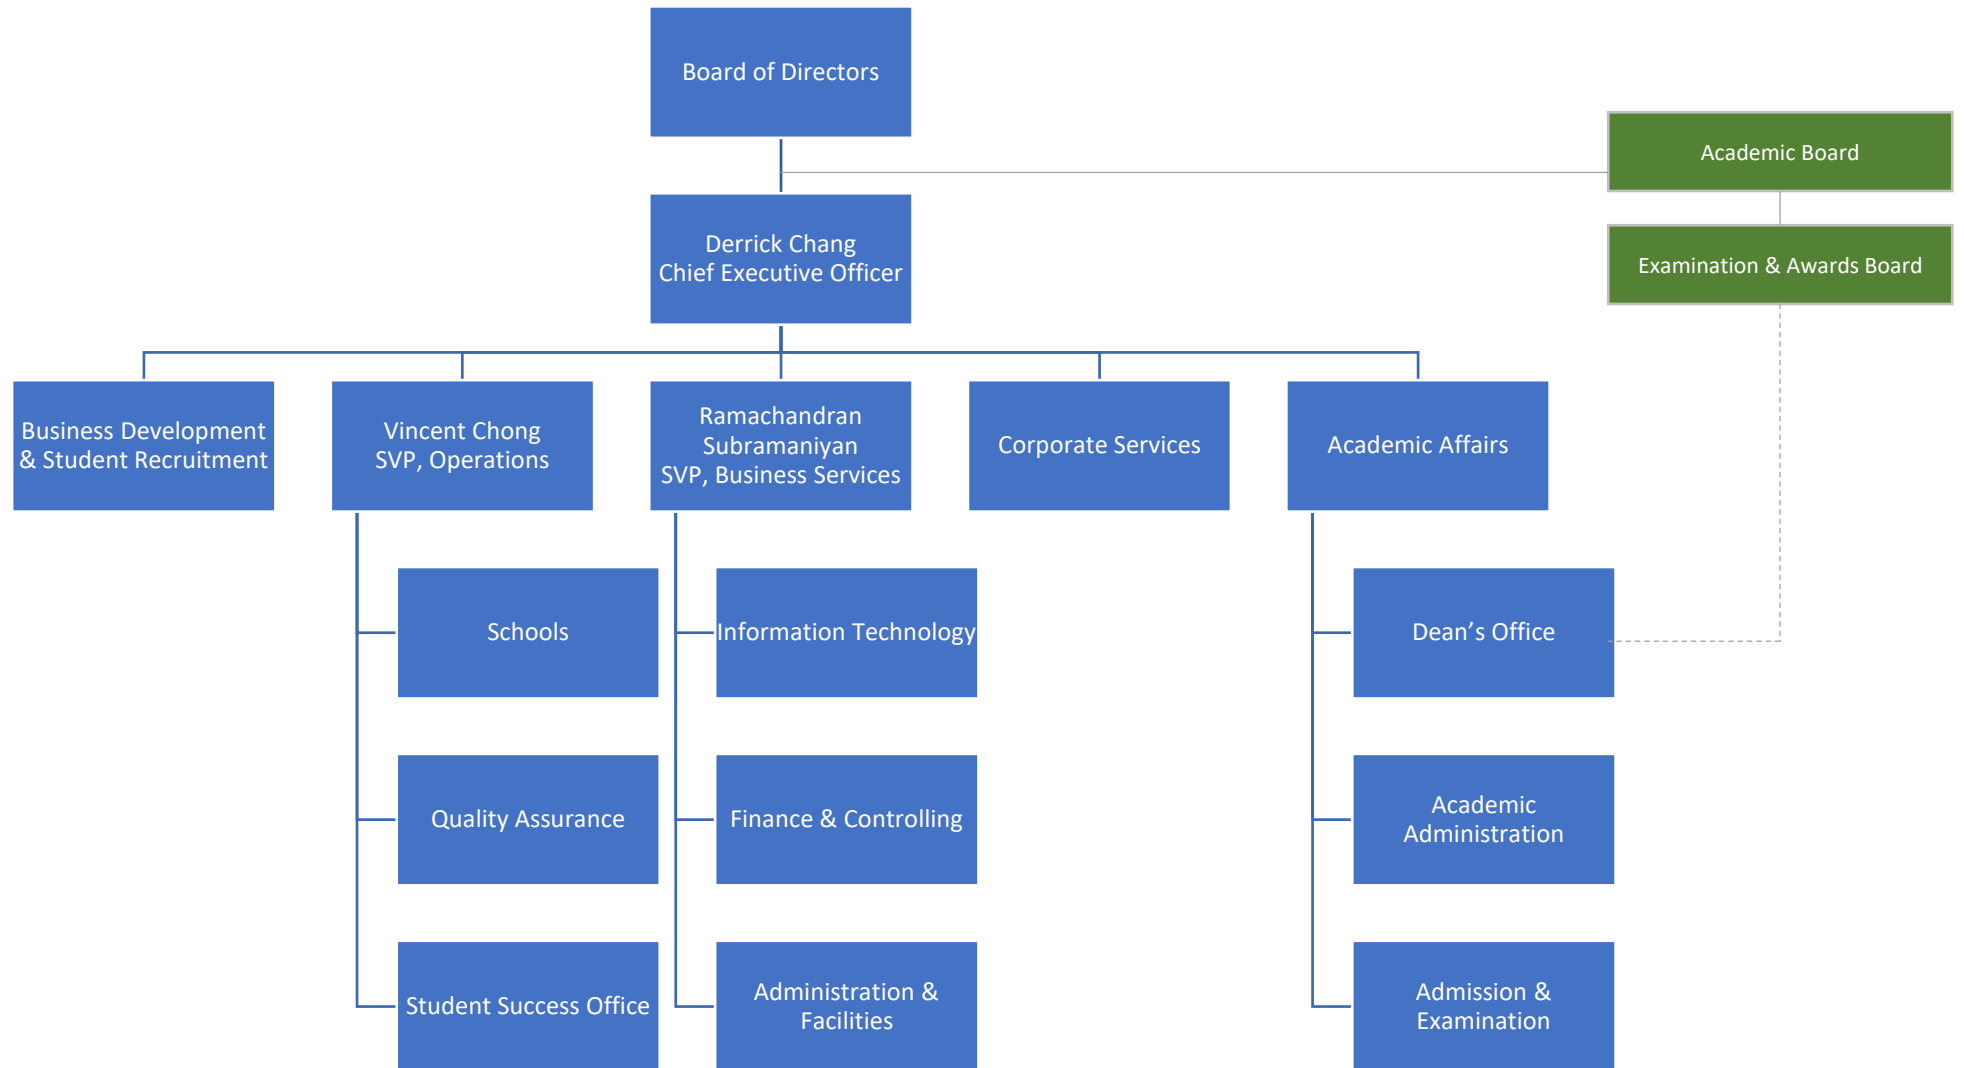 Board of Directors
Academic Board
Derrick Chang
Chief Executive Officer
Examination & Awards Board
Business Development
& Student Recruitment
Vincent Chong
SVP, Operations
Ramachandran
Subramaniyan
SVP, Business Services
Corporate Services
Academic Affairs
Schools
Information Technology
Dean’s Office
Quality Assurance
Finance & Controlling
Academic
Administration
Student Success Office
Administration &
Facilities
Admission &
Examination